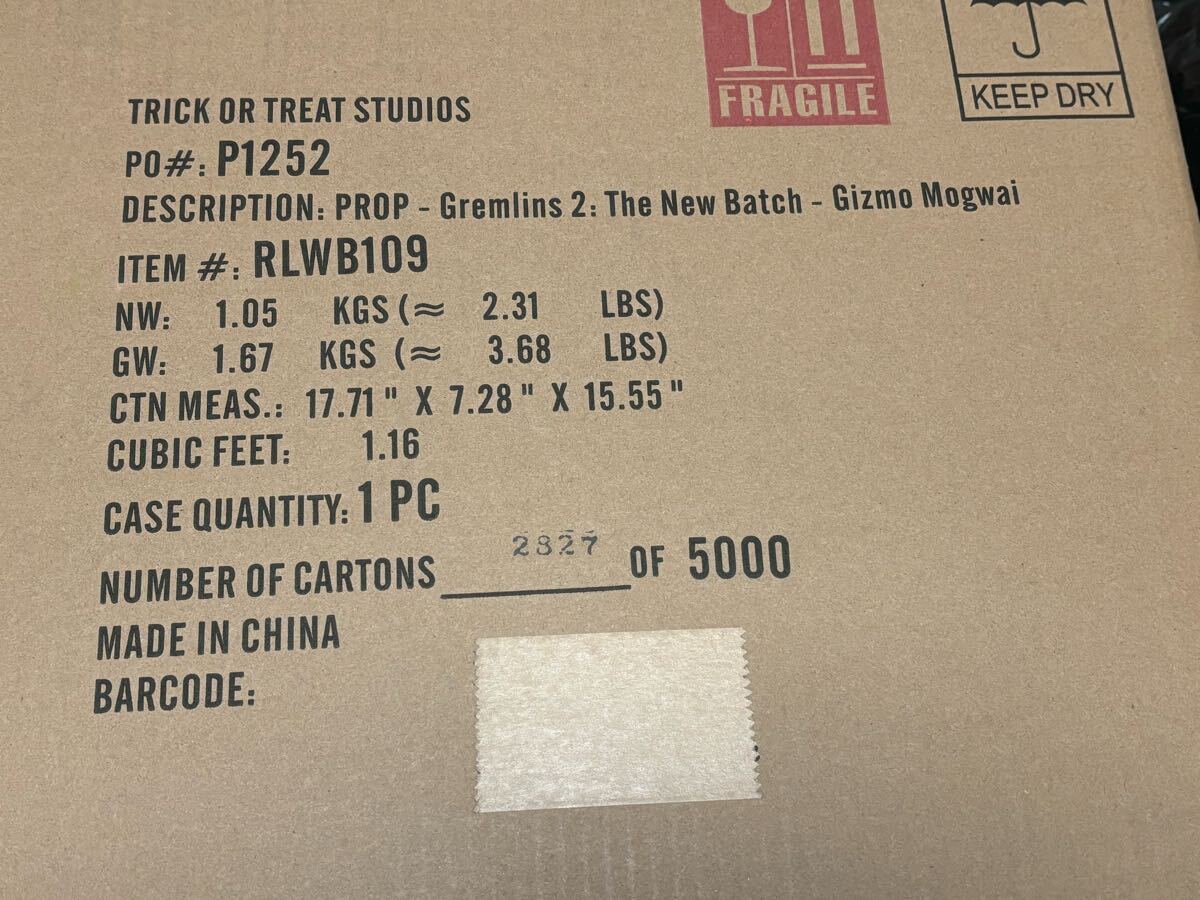 FRAGILE
KEEP DRY
TRICK OR TREAT STUDIOS
PO#: P1252
DESCRIPTION: PROP - Gremlins 2: The New Batch - Gizmo Mogwai
ITEM #: RLWB109
NW: 1.05 KGS (≈ 2.31 LBS)
GW: 1.67 KGS (≈ 3.68 LBS)
CTN MEAS.: 17.71" X 7.28" X 15.55"
CUBIC FEET: 1.16
CASE QUANTITY: 1 PC
NUMBER OF CARTONS 2827 OF 5000
MADE IN CHINA
BARCODE: